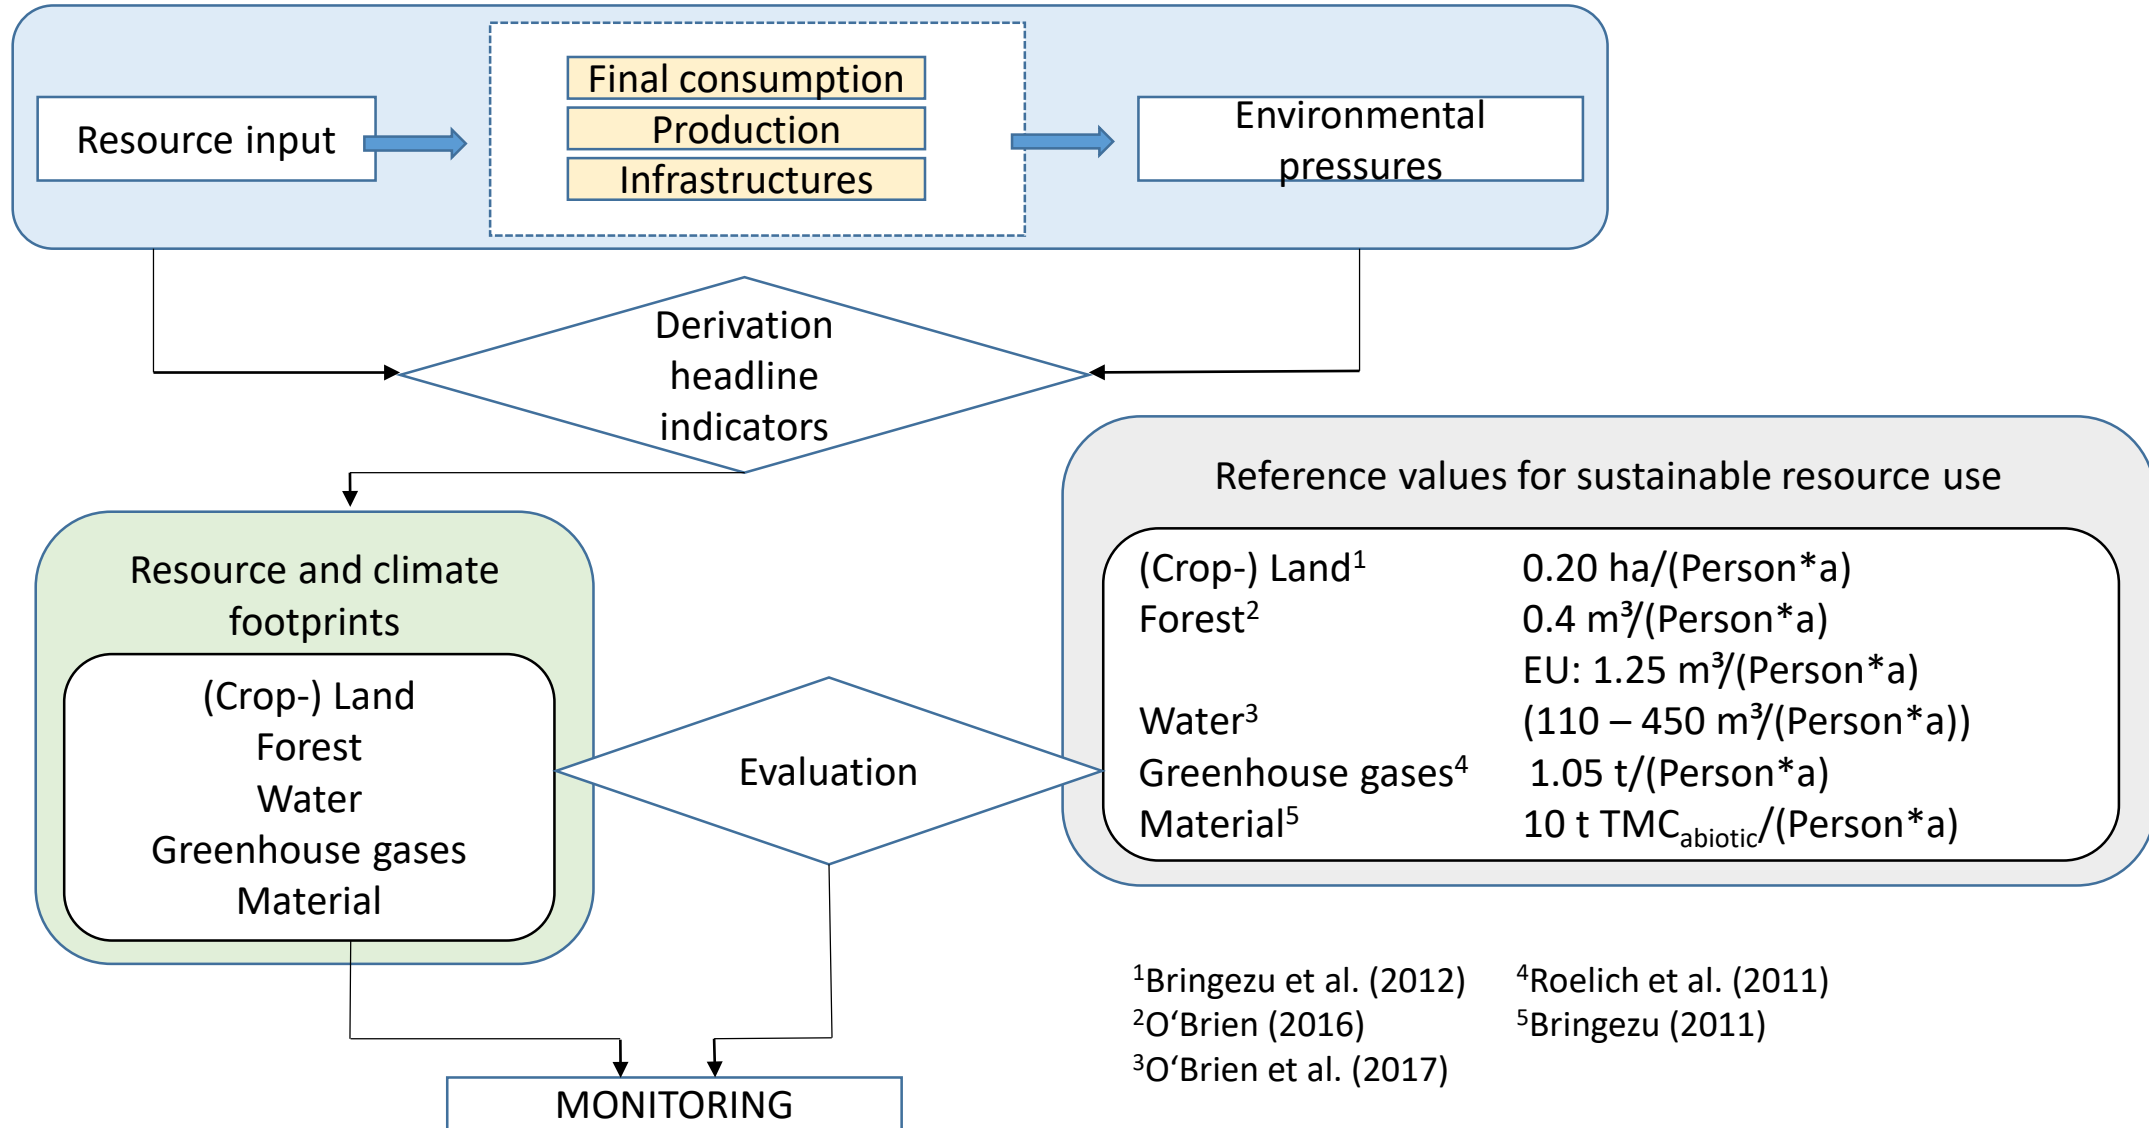 Resource input
Final consumption
Production
Infrastructures
Environmental
pressures
Derivation
headline
indicators
Resource and climate
footprints
(Crop-) Land
Forest
Water
Greenhouse gases
Material
Evaluation
Reference values for sustainable resource use
(Crop-) Land¹ 0.20 ha/(Person*a)
Forest² 0.4 m³/(Person*a)
EU: 1.25 m³/(Person*a)
Water³ (110 – 450 m³/(Person*a))
Greenhouse gases⁴ 1.05 t/(Person*a)
Material⁵ 10 t TMCabiotic/(Person*a)
¹Bringezu et al. (2012) ⁴Roelich et al. (2011)
²O‘Brien (2016) ⁵Bringezu (2011)
³O‘Brien et al. (2017)
MONITORING